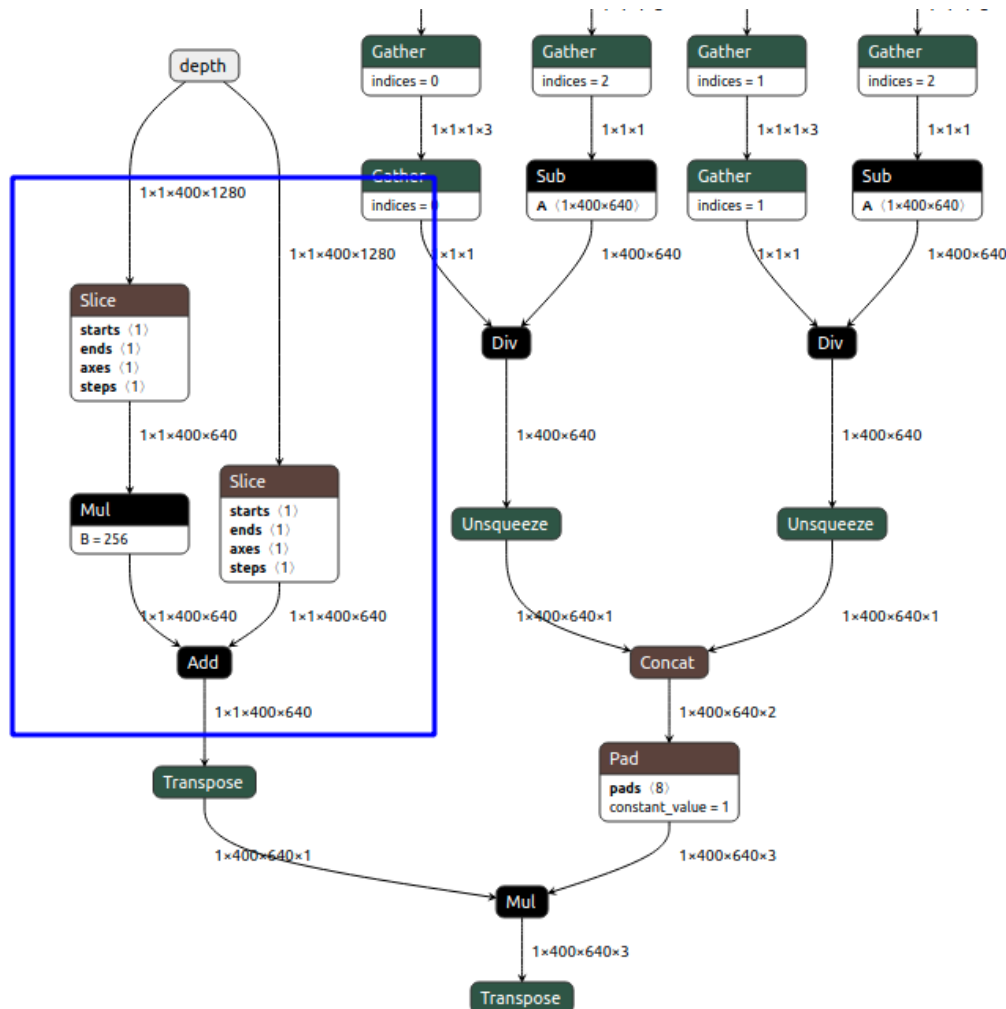 depth
Gather
indices = 0
Gather
indices = 2
Gather
indices = 1
Gather
indices = 2
1×1×1×3
1×1×1
1×1×1×3
1×1×1
1×1×400×1280
Gather
indices = 0
Sub
A ⟨1×400×640⟩
Gather
indices = 1
Sub
A ⟨1×400×640⟩
1×1×400×1280
1×1×1
1×400×640
1×1×1
1×400×640
Slice
starts ⟨1⟩
ends ⟨1⟩
axes ⟨1⟩
steps ⟨1⟩
Div
Div
1×1×400×640
1×400×640
1×400×640
Slice
starts ⟨1⟩
ends ⟨1⟩
axes ⟨1⟩
steps ⟨1⟩
Mul
B = 256
Unsqueeze
Unsqueeze
1×1×400×640
1×1×400×640
1×400×640×1
1×400×640×1
Add
Concat
1×1×400×640
1×400×640×2
Transpose
Pad
pads ⟨8⟩
constant_value = 1
1×400×640×1
1×400×640×3
Mul
1×400×640×3
Transpose